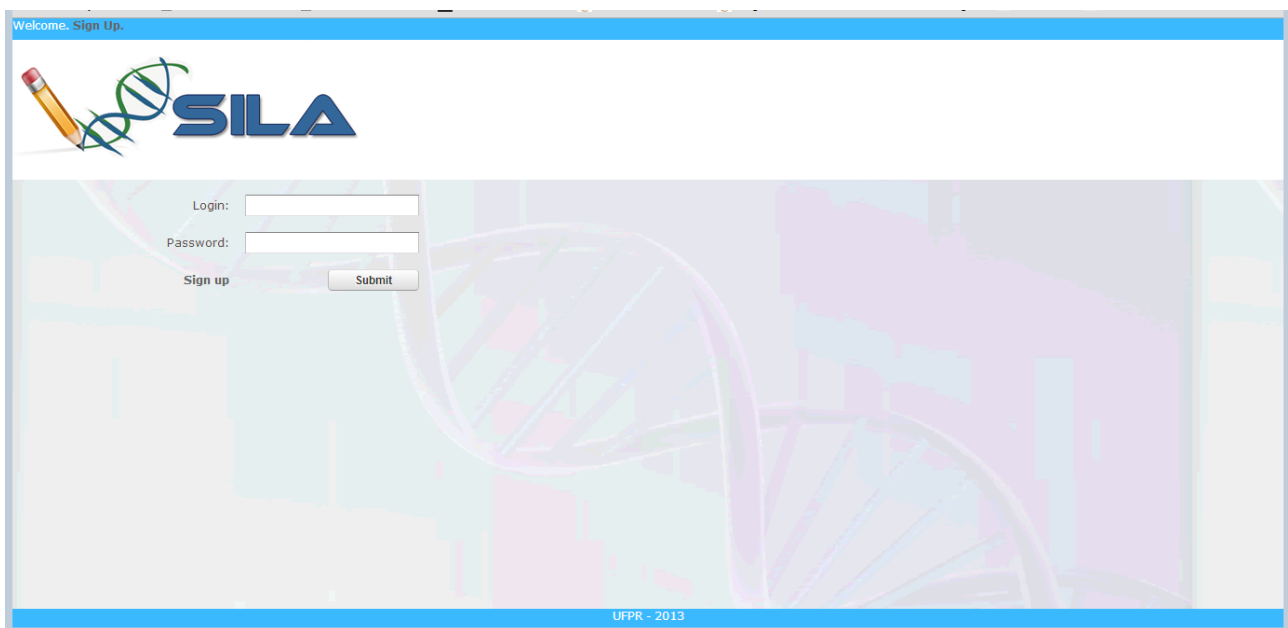 Welcome. Sign Up.
SILA
Login:
Password:
Sign up Submit
UFPR - 2013